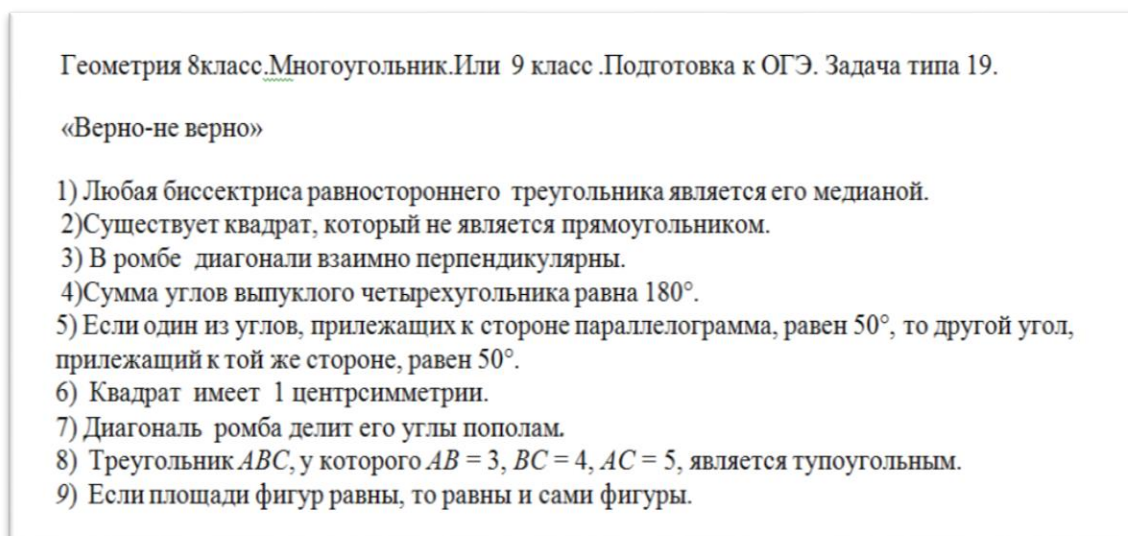 Геометрия 8класс.Многоугольник.Или 9 класс .Подготовка к ОГЭ. Задача типа 19.
«Верно-не верно»
1) Любая биссектриса равностороннего треугольника является его медианой.
2)Существует квадрат, который не является прямоугольником.
3) В ромбе диагонали взаимно перпендикулярны.
4)Сумма углов выпуклого четырехугольника равна 180°.
5) Если один из углов, прилежащих к стороне параллелограмма, равен 50°, то другой угол,
прилежащий к той же стороне, равен 50°.
6) Квадрат имеет 1 центрсимметрии.
7) Диагональ ромба делит его углы пополам.
8) Треугольник ABC, у которого AB = 3, BC = 4, AC = 5, является тупоугольным.
9) Если площади фигур равны, то равны и сами фигуры.